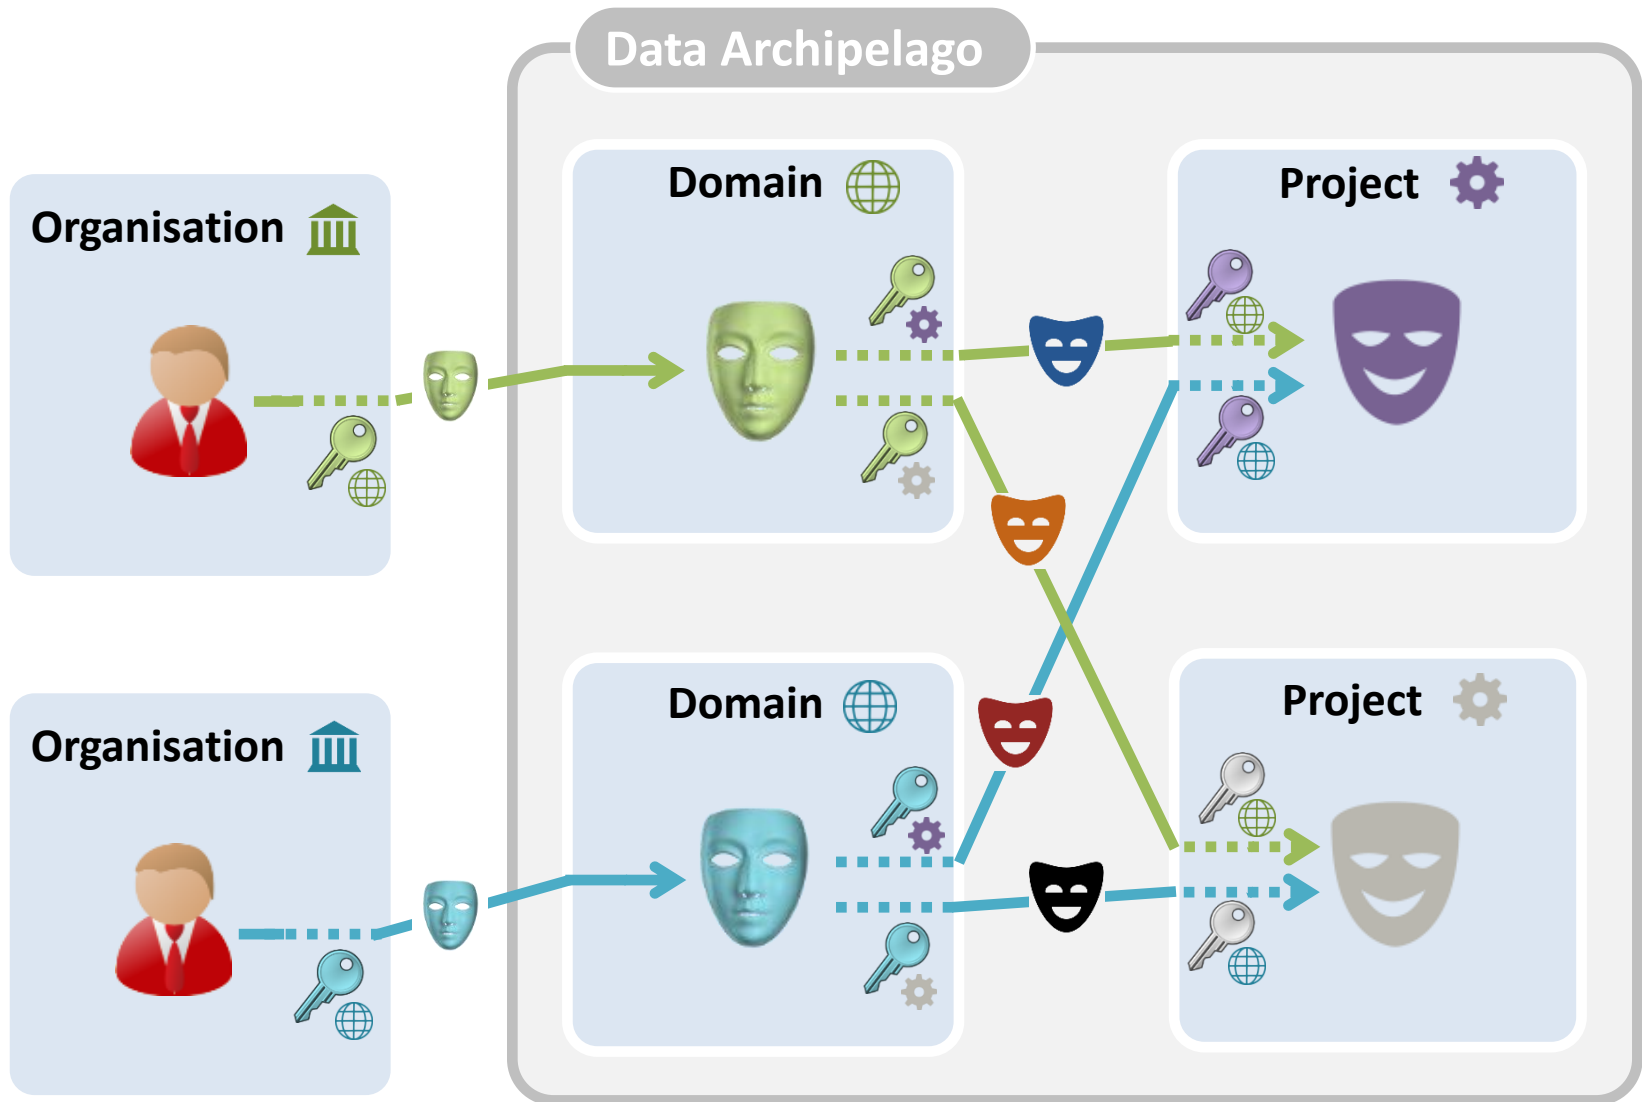 Data Archipelago
Domain
Project
Organisation
Domain
Project
Organisation